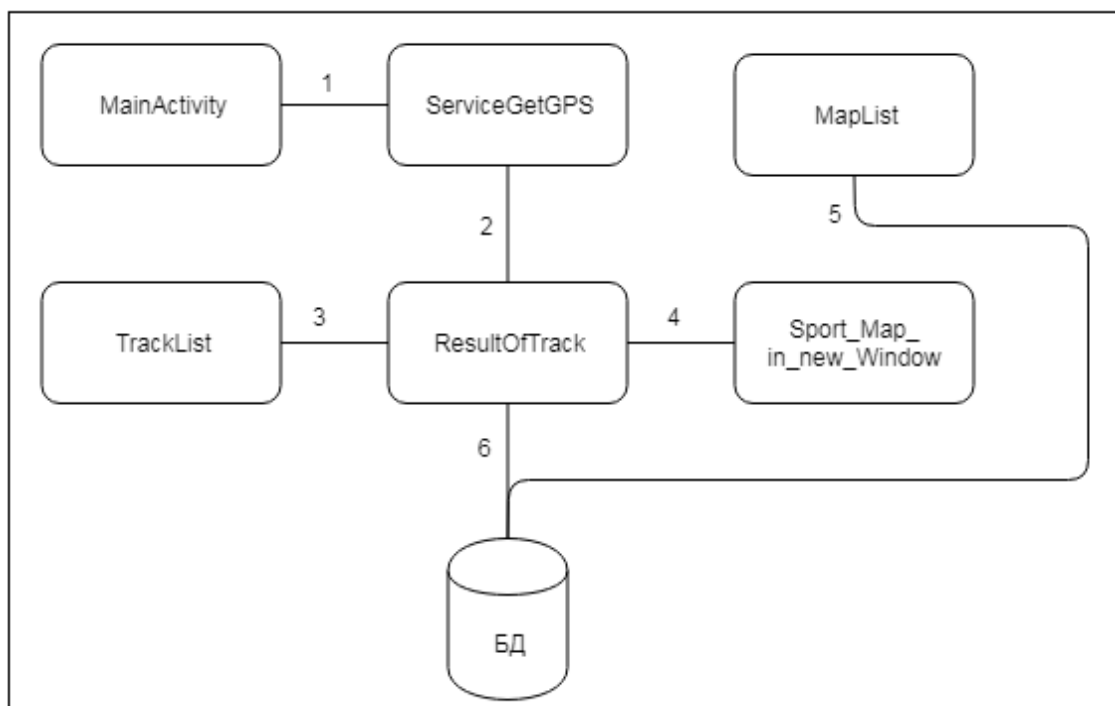 MainActivity
1
ServiceGetGPS
MapList
2
5
TrackList
3
ResultOfTrack
4
Sport_Map_
in_new_Window
6
БД